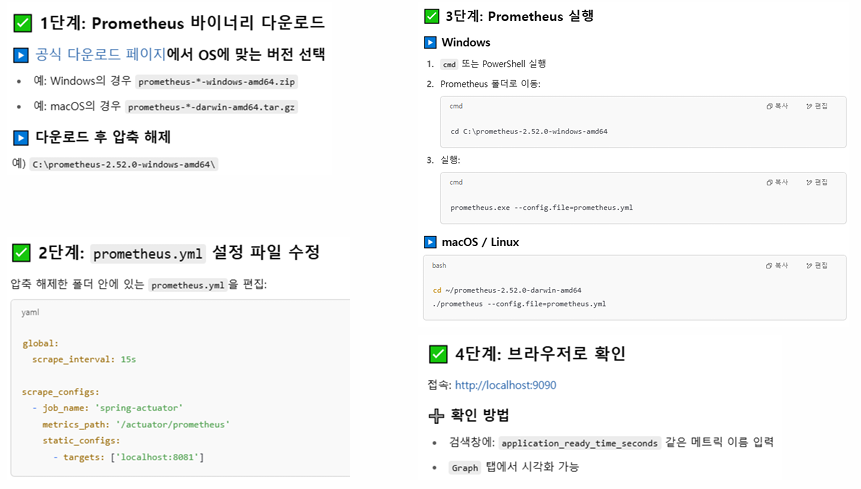 ✅ 1단계: Prometheus 바이너리 다운로드
▶ 공식 다운로드 페이지에서 OS에 맞는 버전 선택
• 예: Windows의 경우 prometheus-*-windows-amd64.zip
• 예: macOS의 경우 prometheus-*-darwin-amd64.tar.gz
▶ 다운로드 후 압축 해제
예) C:\prometheus-2.52.0-windows-amd64\
✅ 2단계: prometheus.yml 설정 파일 수정
압축 해제한 폴더 안에 있는 prometheus.yml 을 편집:
yaml
global:
  scrape_interval: 15s
scrape_configs:
  - job_name: 'spring-actuator'
    metrics_path: '/actuator/prometheus'
    static_configs:
      - targets: ['localhost:8081']
✅ 3단계: Prometheus 실행
▶ Windows
1. cmd 또는 PowerShell 실행
2. Prometheus 폴더로 이동:
cmd 복사 편집
cd C:\prometheus-2.52.0-windows-amd64
3. 실행:
cmd 복사 편집
prometheus.exe --config.file=prometheus.yml
▶ macOS / Linux
bash 복사 편집
cd ~/prometheus-2.52.0-darwin-amd64
./prometheus --config.file=prometheus.yml
✅ 4단계: 브라우저로 확인
접속: http://localhost:9090
➕ 확인 방법
• 검색창에: application_ready_time_seconds 같은 메트릭 이름 입력
• Graph 탭에서 시각화 가능